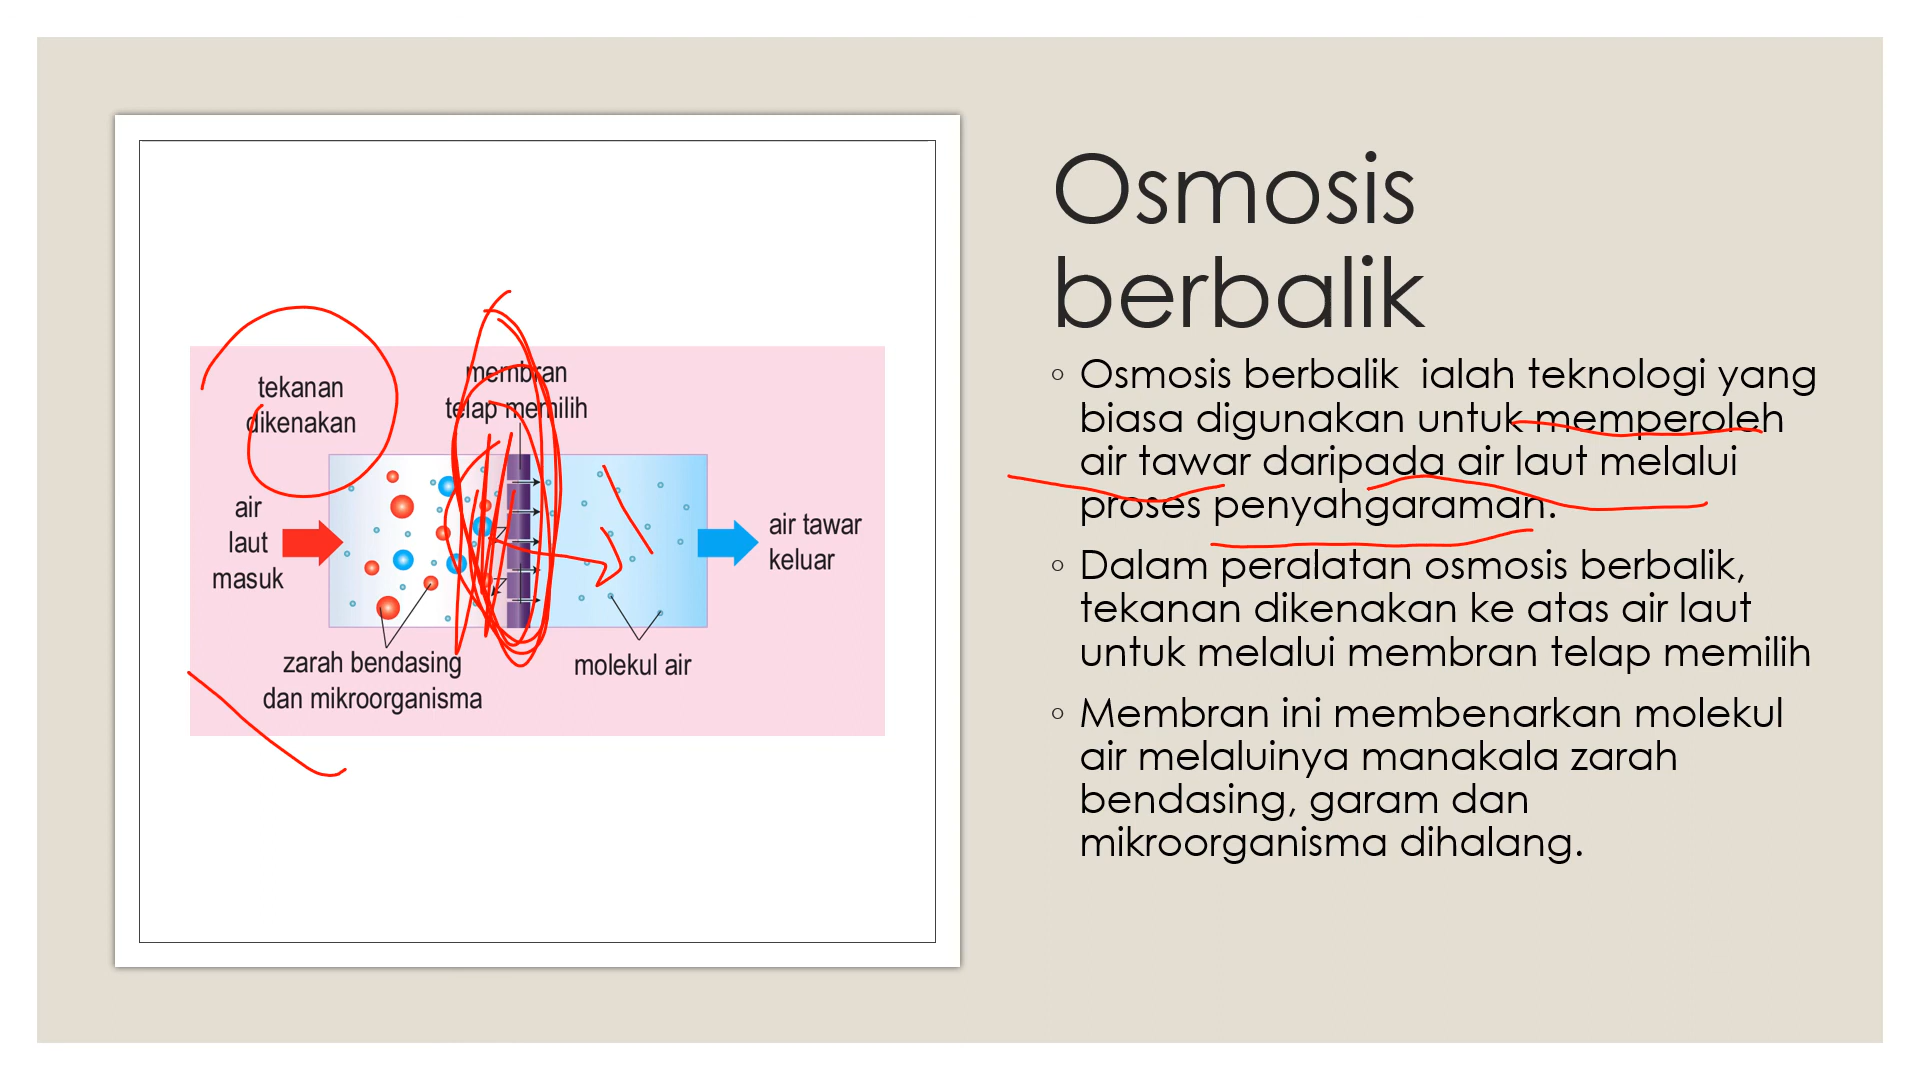 tekanan
dikenakan
membran
telap memilih
air
laut
masuk
air tawar
keluar
zarah bendasing
dan mikroorganisma
molekul air
Osmosis
berbalik
◦ Osmosis berbalik  ialah teknologi yang
biasa digunakan untuk memperoleh
air tawar daripada air laut melalui
proses penyahgaraman.
◦ Dalam peralatan osmosis berbalik,
tekanan dikenakan ke atas air laut
untuk melalui membran telap memilih
◦ Membran ini membenarkan molekul
air melaluinya manakala zarah
bendasing, garam dan
mikroorganisma dihalang.